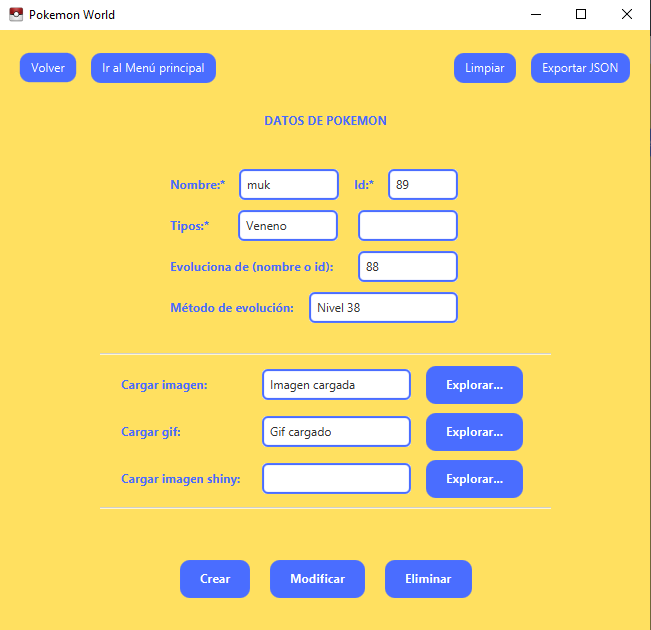 Pokemon World
Volver Ir al Menú principal Limpiar Exportar JSON
DATOS DE POKEMON
Nombre:* muk Id:* 89
Tipos:* Veneno
Evoluciona de (nombre o id): 88
Método de evolución: Nivel 38
Cargar imagen: Imagen cargada Explorar...
Cargar gif: Gif cargado Explorar...
Cargar imagen shiny: Explorar...
Crear Modificar Eliminar